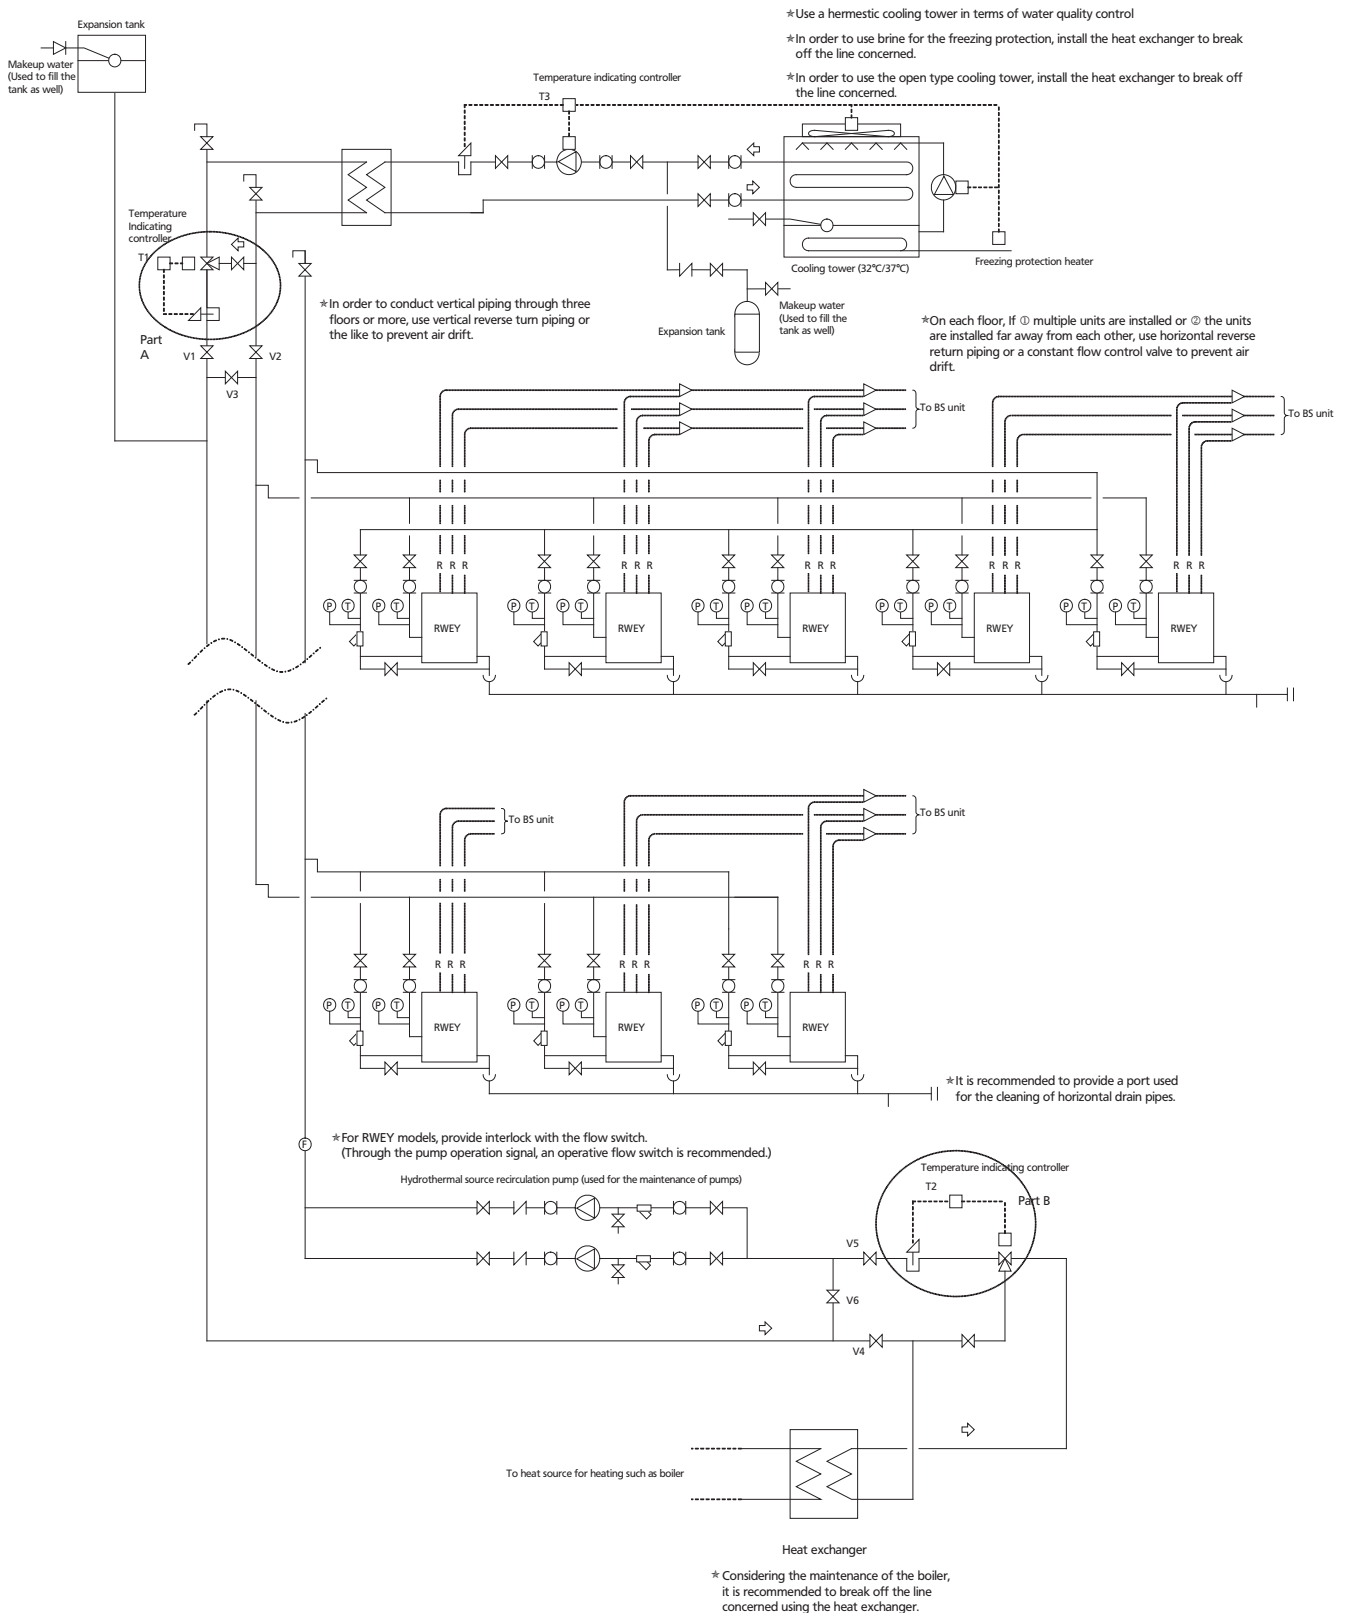 Expansion tank
Makeup water
(Used to fill the
tank as well)
✳Use a hermestic cooling tower in terms of water quality control
✳In order to use brine for the freezing protection, install the heat exchanger to break
off the line concerned.
✳In order to use the open type cooling tower, install the heat exchanger to break off
the line concerned.
Temperature indicating controller
T3
Temperature
Indicating
controller
T1
Part
A
V1
V2
V3
✳In order to conduct vertical piping through three
floors or more, use vertical reverse turn piping or
the like to prevent air drift.
Cooling tower (32°C/37°C)
Freezing protection heater
Expansion tank
Makeup water
(Used to fill the
tank as well)
✳On each floor, If ① multiple units are installed or ② the units
are installed far away from each other, use horizontal reverse
return piping or a constant flow control valve to prevent air
drift.
To BS unit
To BS unit
R R R
R R R
R R R
R R R
R R R
P T P T
P T P T
P T P T
P T P T
P T P T
RWEY
RWEY
RWEY
RWEY
RWEY
To BS unit
To BS unit
R R R
R R R
R R R
P T P T
P T P T
P T P T
RWEY
RWEY
RWEY
✳It is recommended to provide a port used
for the cleaning of horizontal drain pipes.
F
✳For RWEY models, provide interlock with the flow switch.
(Through the pump operation signal, an operative flow switch is recommended.)
Hydrothermal source recirculation pump (used for the maintenance of pumps)
Temperature indicating controller
T2
Part B
V5
V6
V4
To heat source for heating such as boiler
Heat exchanger
✳ Considering the maintenance of the boiler,
it is recommended to break off the line
concerned using the heat exchanger.